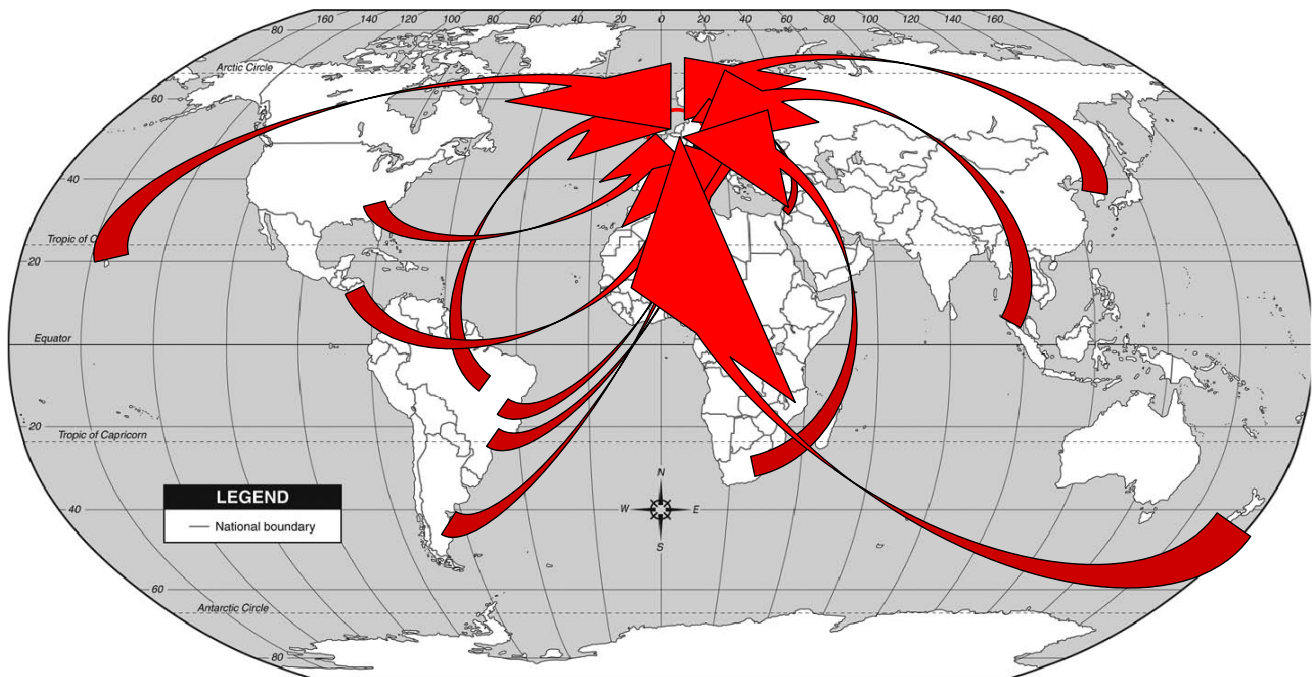 160 140 120 100 80 60 40 20 0 20 40 60 80 100 120 140 160
80
Arctic Circle
60
40
Tropic of C
20
Equator
20
Tropic of Capricorn
LEGEND
National boundary
N
W E
S
40
60
Antarctic Circle
80